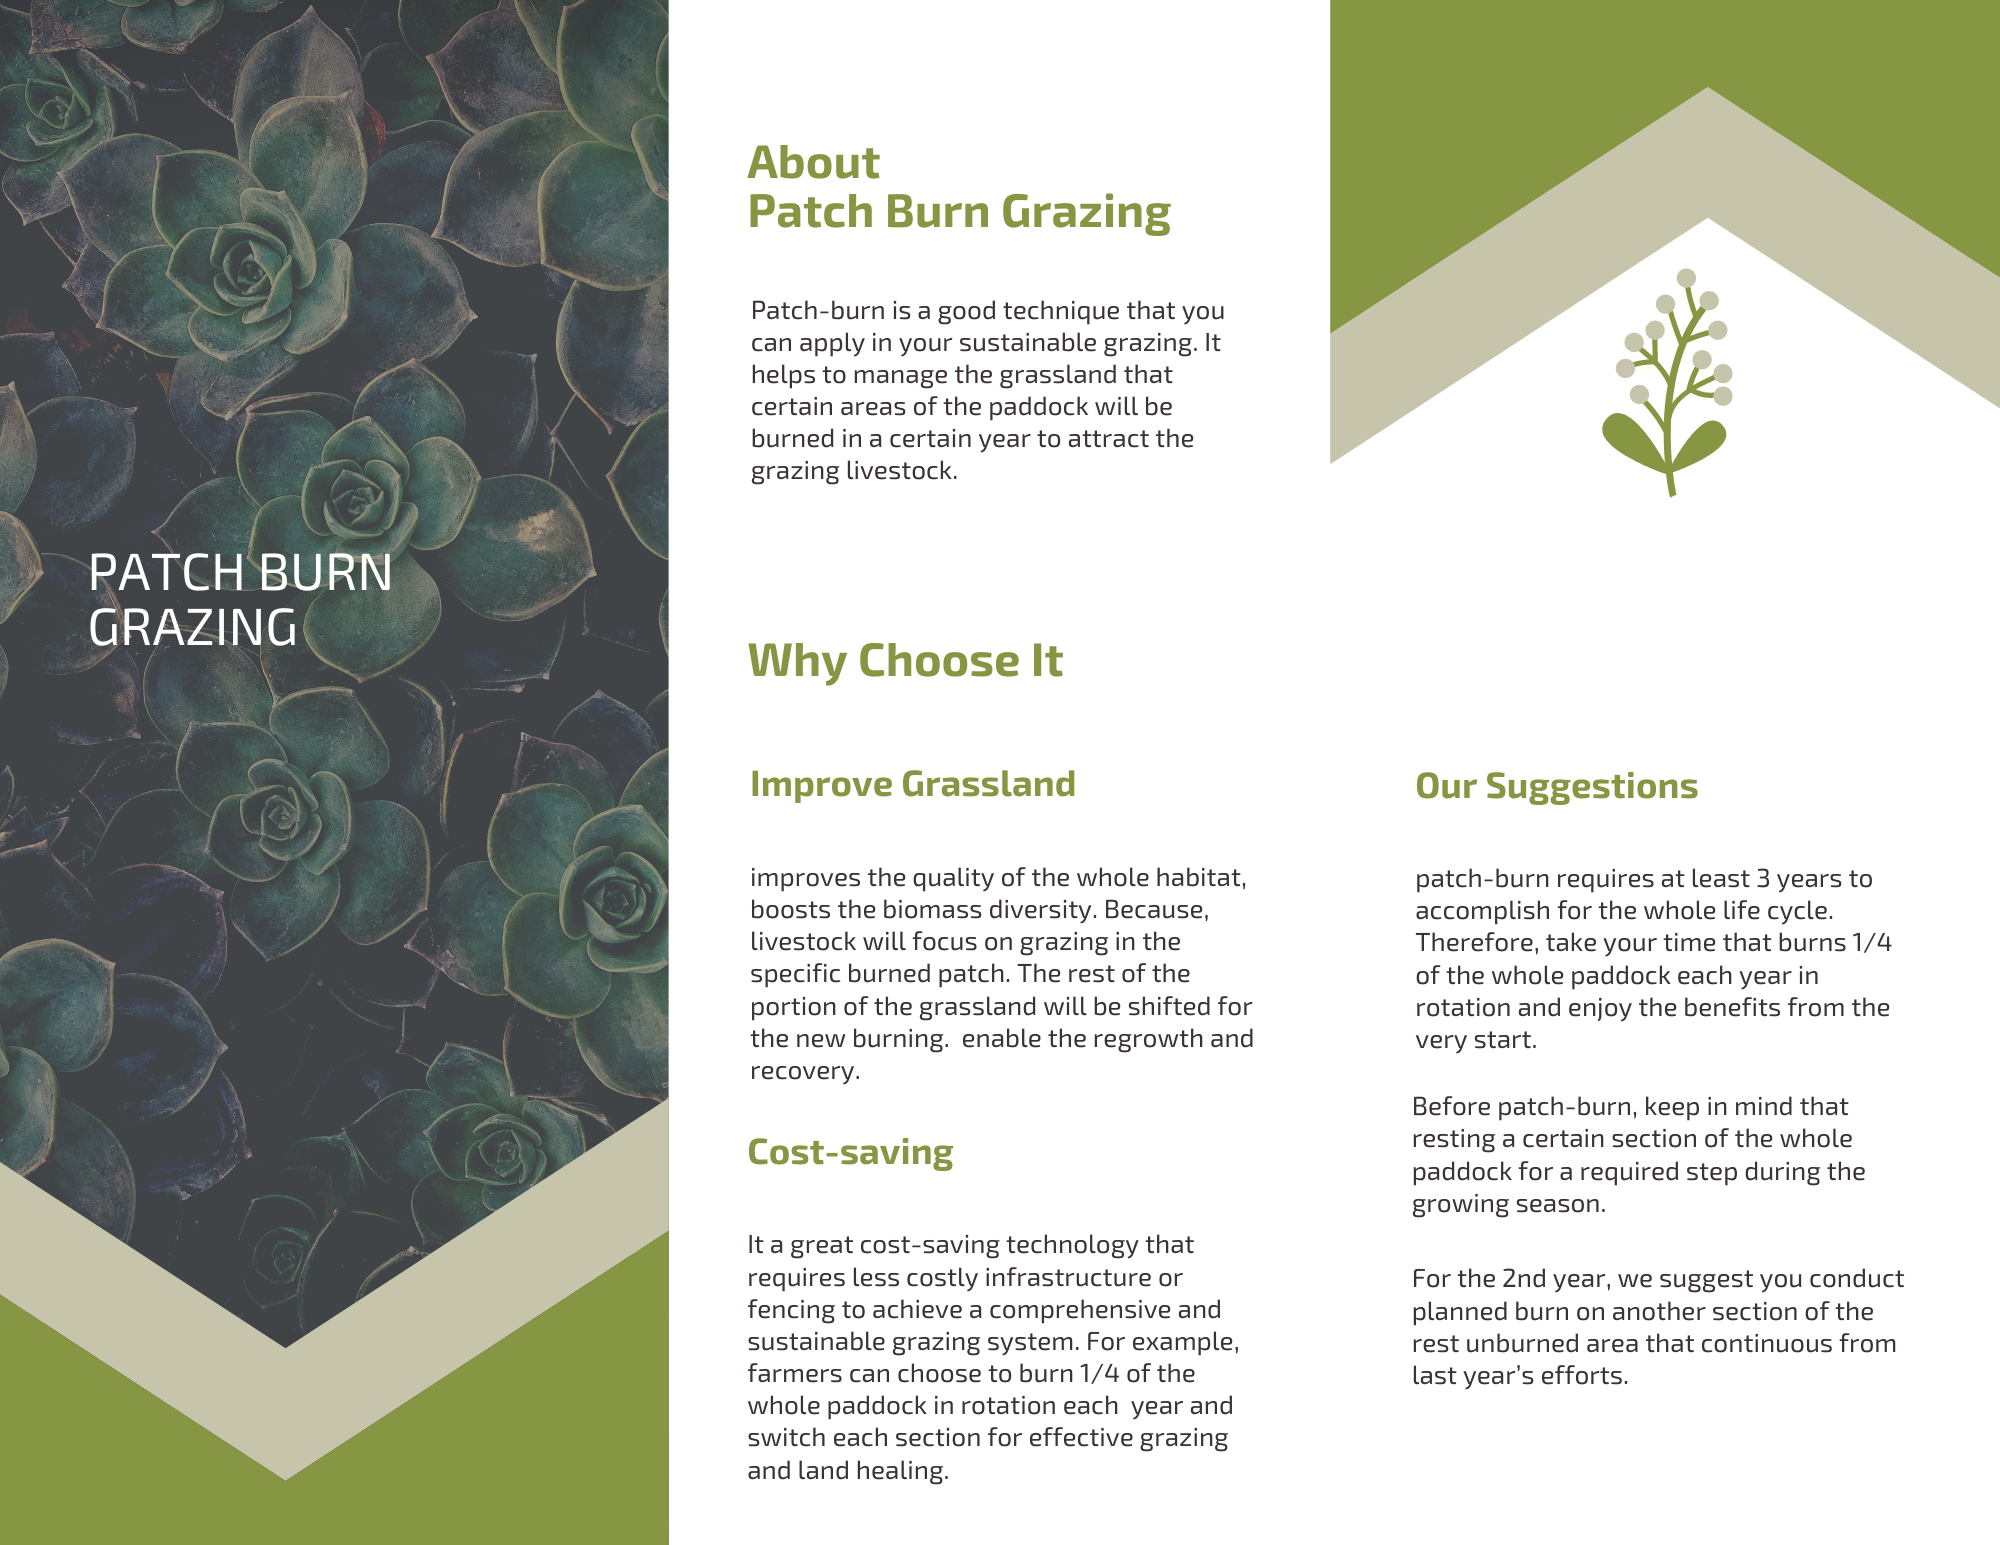 PATCH BURN
GRAZING
About
Patch Burn Grazing
Patch-burn is a good technique that you
can apply in your sustainable grazing. It
helps to manage the grassland that
certain areas of the paddock will be
burned in a certain year to attract the
grazing livestock.
Why Choose It
Improve Grassland
improves the quality of the whole habitat,
boosts the biomass diversity. Because,
livestock will focus on grazing in the
specific burned patch. The rest of the
portion of the grassland will be shifted for
the new burning.  enable the regrowth and
recovery.
Cost-saving
It a great cost-saving technology that
requires less costly infrastructure or
fencing to achieve a comprehensive and
sustainable grazing system. For example,
farmers can choose to burn 1/4 of the
whole paddock in rotation each  year and
switch each section for effective grazing
and land healing.
Our Suggestions
patch-burn requires at least 3 years to
accomplish for the whole life cycle.
Therefore, take your time that burns 1/4
of the whole paddock each year in
rotation and enjoy the benefits from the
very start.
Before patch-burn, keep in mind that
resting a certain section of the whole
paddock for a required step during the
growing season.
For the 2nd year, we suggest you conduct
planned burn on another section of the
rest unburned area that continuous from
last year’s efforts.